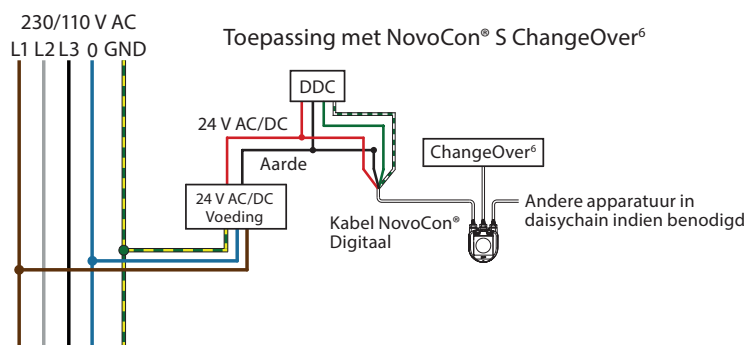 230/110 V AC
L1 L2 L3 0 GND
Toepassing met NovoCon® S ChangeOver⁶
DDC
24 V AC/DC
Aarde
ChangeOver⁶
24 V AC/DC
Voeding
Kabel NovoCon®
Digitaal
Andere apparatuur in
daisychain indien benodigd